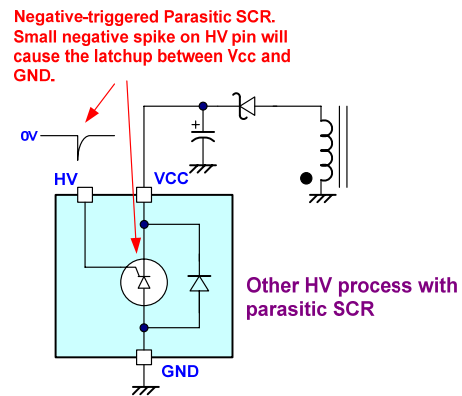 Negative-triggered Parasitic SCR.
Small negative spike on HV pin will
cause the latchup between Vcc and
GND.
+
0V
HV
VCC
Other HV process with
parasitic SCR
GND